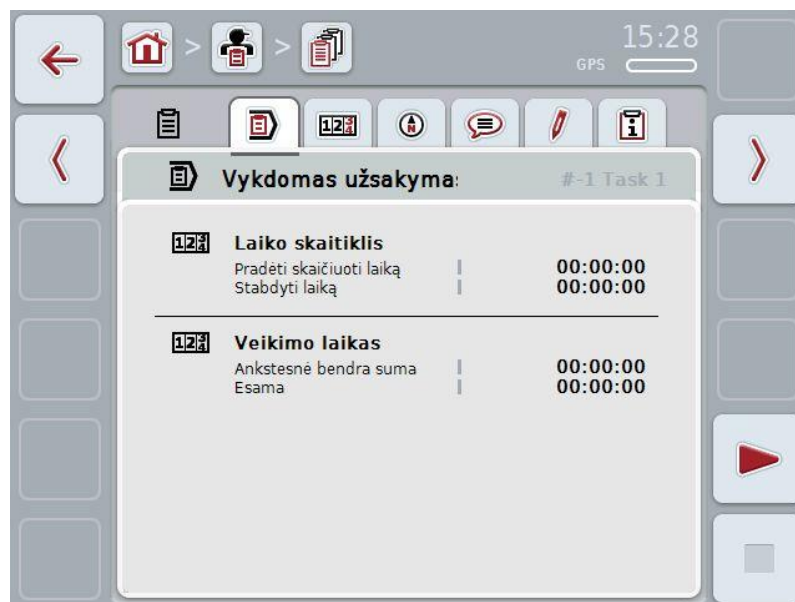 15:28
GPS
Vykdomas užsakymas:
#-1 Task 1
Laiko skaitiklis
Pradėti skaičiuoti laiką 00:00:00
Stabdyti laiką 00:00:00
Veikimo laikas
Ankstesnė bendra suma 00:00:00
Esama 00:00:00